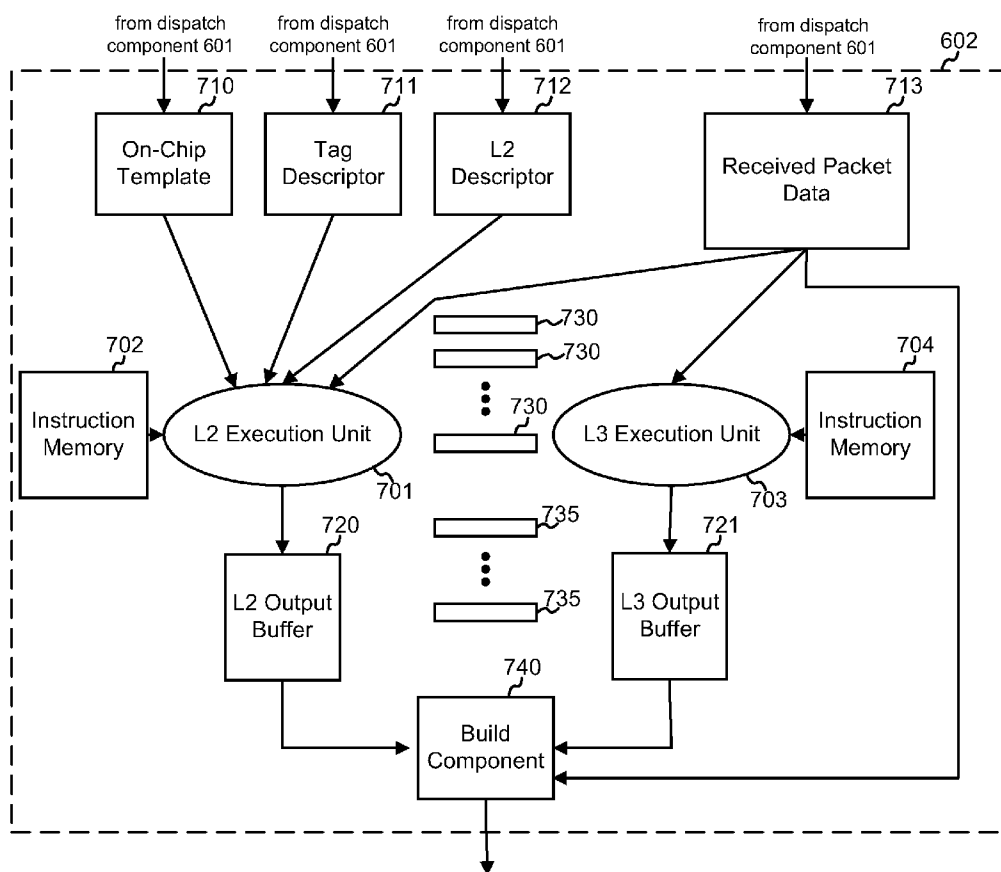 from dispatch
component 601
from dispatch
component 601
from dispatch
component 601
from dispatch
component 601
602
710
711
712
713
On-Chip
Template
Tag
Descriptor
L2
Descriptor
Received Packet
Data
730
730
702
704
Instruction
Memory
L2 Execution Unit
730
L3 Execution Unit
Instruction
Memory
701
703
720
735
721
L2 Output
Buffer
735
L3 Output
Buffer
740
Build
Component